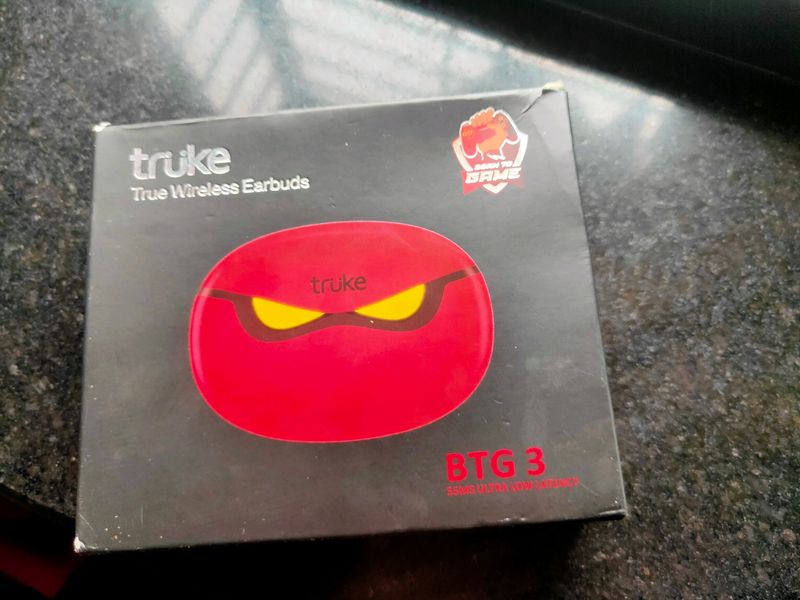 truke
True Wireless Earbuds
BORN TO
GAME
truke
BTG 3
55MS ULTRA LOW LATENCY